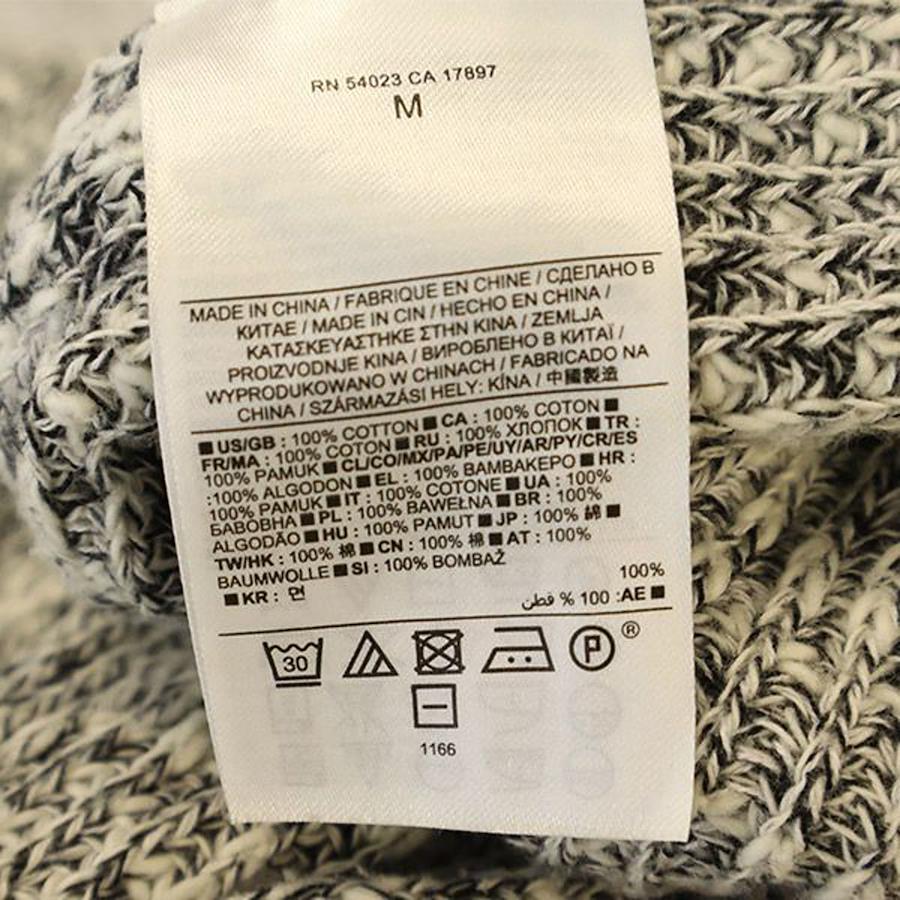 RN 54023 CA 17897
M
MADE IN CHINA / FABRIQUE EN CHINE / СДЕЛАНО В
КИТАЕ / MADE IN CIN / HECHO EN CHINA /
ΚΑΤΑΣΚΕΥΑΣΤΗΚΕ ΣΤΗΝ ΚΙΝΑ / ZEMLJA
PROIZVODNJE KINA / ВИРОБЛЕНО В КИТАЇ /
WYPRODUKOWANO W CHINACH / FABRICADO NA
CHINA / SZÁRMAZÁSI HELY: KÍNA / 中國製造
■ US/GB : 100% COTTON ■ CA : 100% COTON ■
FR/MA : 100% COTON ■ RU : 100% ХЛОПОК ■ TR :
100% PAMUK ■ CL/CO/MX/PA/PE/UY/AR/PY/CR/ES
:100% ALGODON ■ EL : 100% ΒΑΜΒΑΚΕΡΟ ■ HR :
100% PAMUK ■ IT : 100% COTONE ■ UA : 100%
БАВОВНА ■ PL : 100% BAWEŁNA ■ BR : 100%
ALGODÃO ■ HU : 100% PAMUT ■ JP : 100% 綿 ■
TW/HK : 100% 棉 ■ CN : 100% 棉 ■ AT : 100%
BAUMWOLLE ■ SI : 100% BOMBAŽ
100%
■ KR : 면
■ AE: 100 % قطن
30
P ®
1166